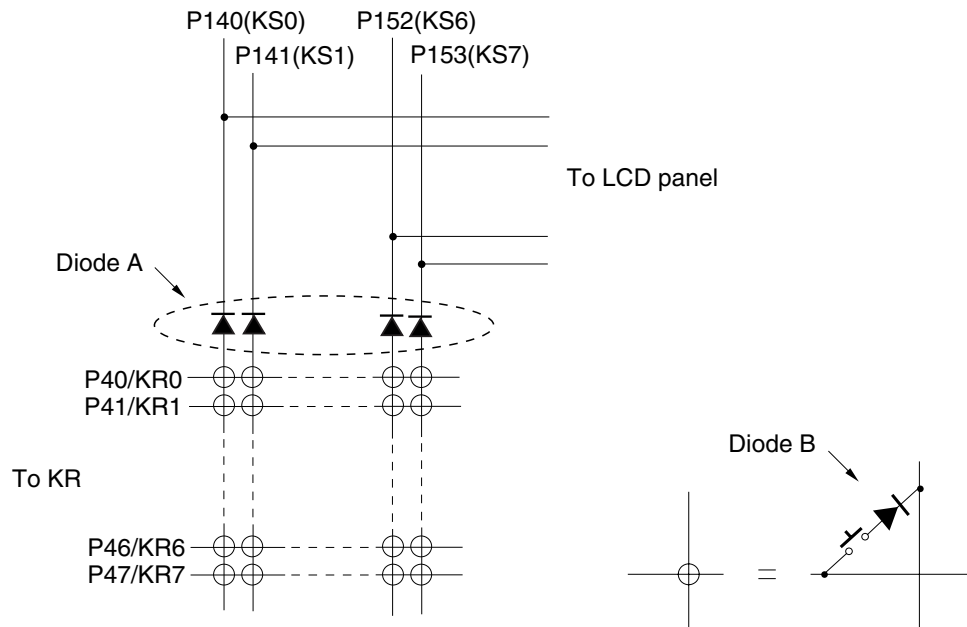 P140(KS0)
P152(KS6)
P141(KS1)
P153(KS7)
To LCD panel
Diode A
P40/KR0
P41/KR1
To KR
Diode B
P46/KR6
P47/KR7
=